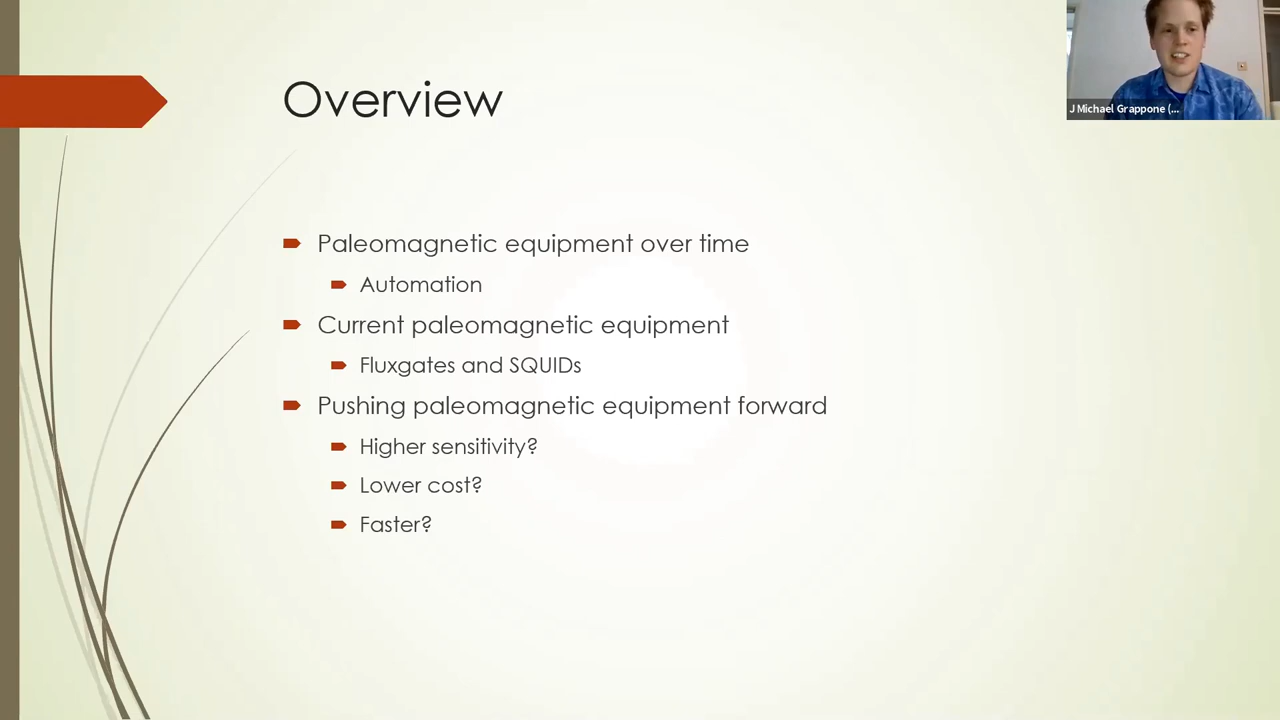 Overview
J Michael Grappone (...
Paleomagnetic equipment over time
Automation
Current paleomagnetic equipment
Fluxgates and SQUIDs
Pushing paleomagnetic equipment forward
Higher sensitivity?
Lower cost?
Faster?